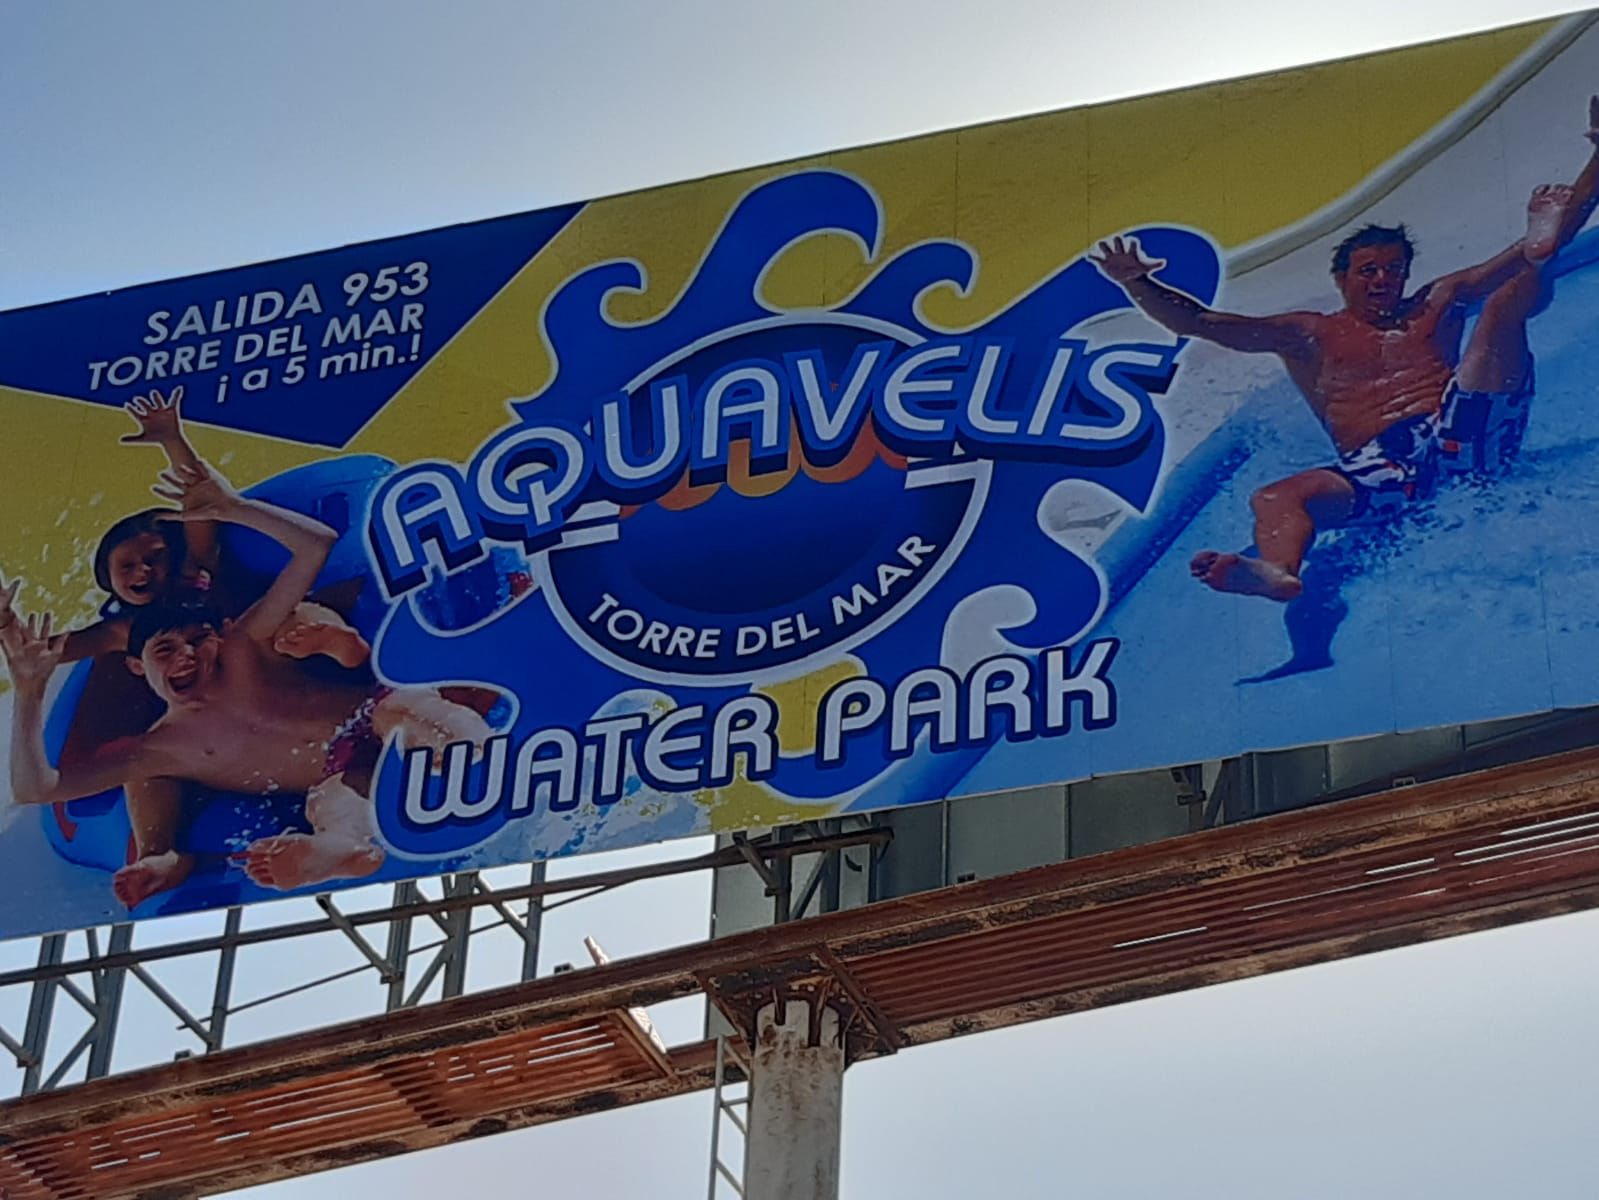 SALIDA 953
TORRE DEL MAR
¡ a 5 min.!
AQUAVELIS
TORRE DEL MAR
WATER PARK